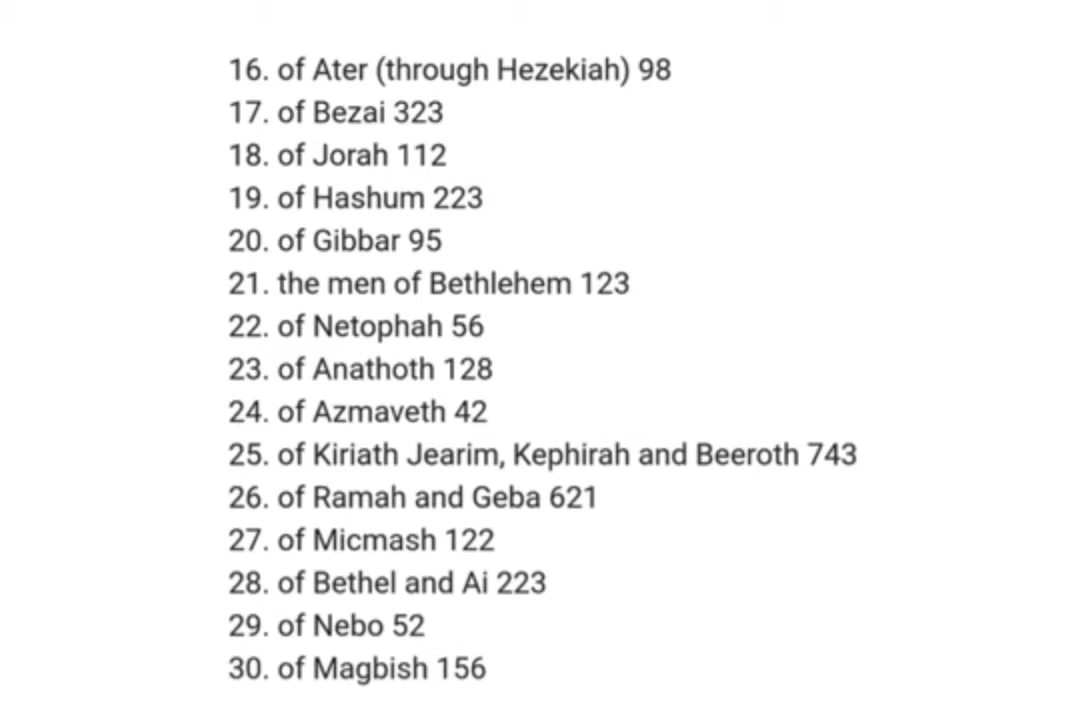 16. of Ater (through Hezekiah) 98
17. of Bezai 323
18. of Jorah 112
19. of Hashum 223
20. of Gibbar 95
21. the men of Bethlehem 123
22. of Netophah 56
23. of Anathoth 128
24. of Azmaveth 42
25. of Kiriath Jearim, Kephirah and Beeroth 743
26. of Ramah and Geba 621
27. of Micmash 122
28. of Bethel and Ai 223
29. of Nebo 52
30. of Magbish 156